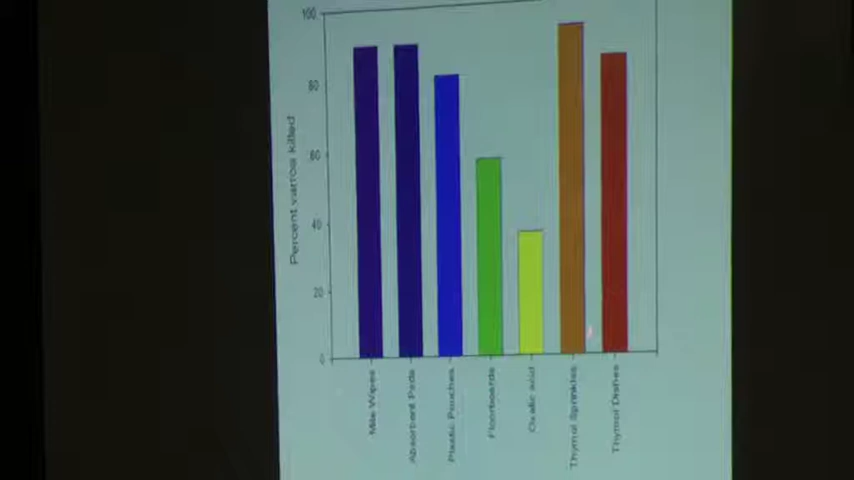 100
80
60
40
20
0
Percent varroa killed
Mite Wipes
Absorbent Pads
Plastic Pouches
Floorboards
Oxalic acid
Thymol Sprinkles
Thymol Dishes